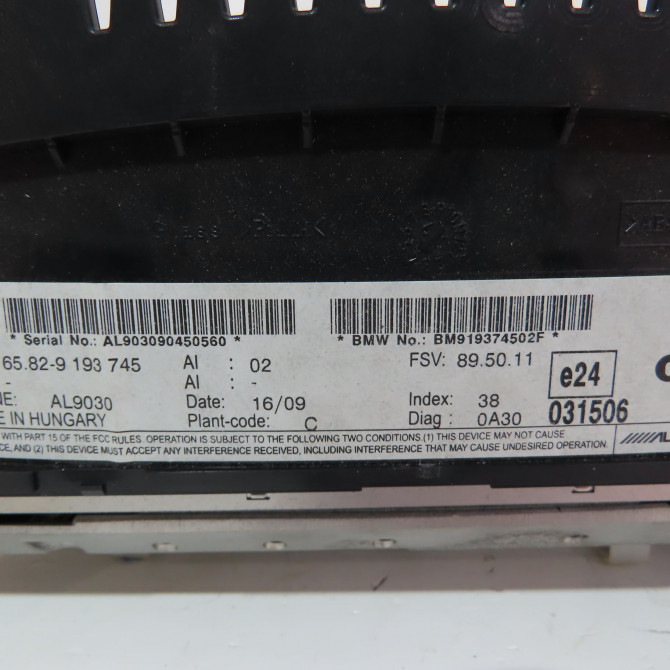 * Serial No.: AL903090450560 * * BMW No.: BM919374502F *
65.82-9 193 745 AI : 02 FSV: 89.50.11
- AI : - e24
NE: AL9030 Date: 16/09 Index: 38
E IN HUNGARY Plant-code: C Diag : 0A30 031506
WITH PART 15 OF THE FCC RULES. OPERATION IS SUBJECT TO THE FOLLOWING TWO CONDITIONS.(1) THIS DEVICE MAY NOT CAUSE
CE, AND (2) THIS DEVICE MUST ACCEPT ANY INTERFERENCE RECEIVED, INCLUDING INTERFERENCE THAT MAY CAUSE UNDESIRED OPERATION.